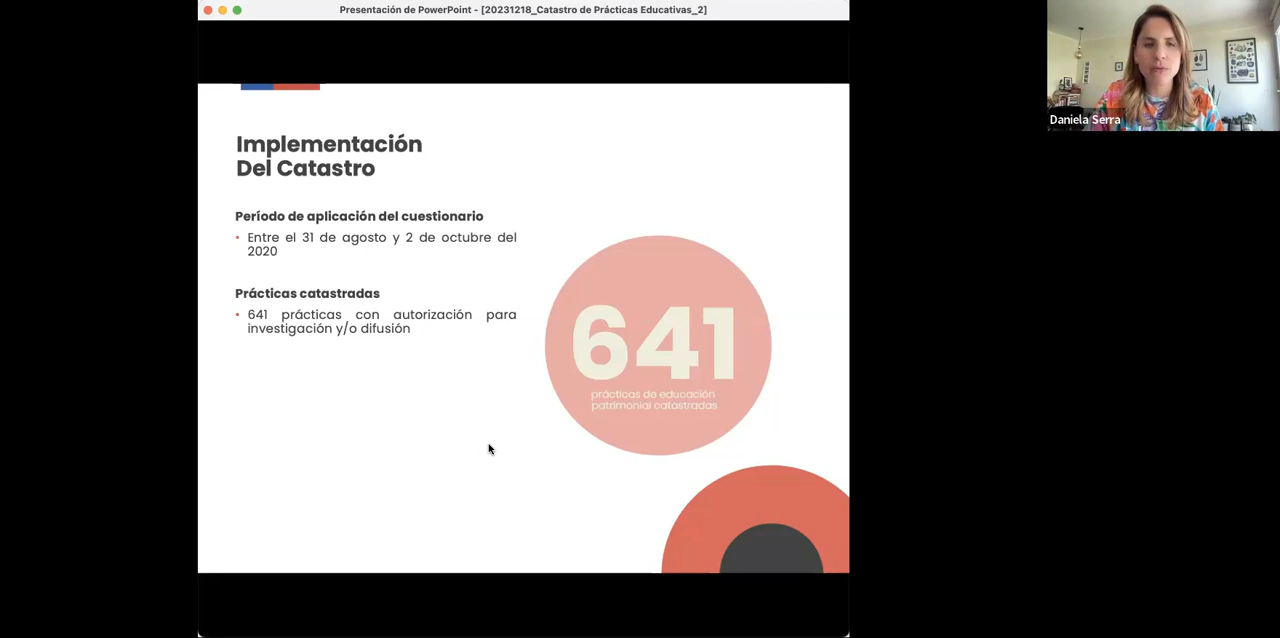 Presentación de PowerPoint - [20231218_Catastro de Prácticas Educativas_2]
Daniela Serra
Implementación
Del Catastro
Período de aplicación del cuestionario
• Entre el 31 de agosto y 2 de octubre del
2020
Prácticas catastradas
• 641 prácticas con autorización para
investigación y/o difusión
641
prácticas de educación
patrimonial catastradas